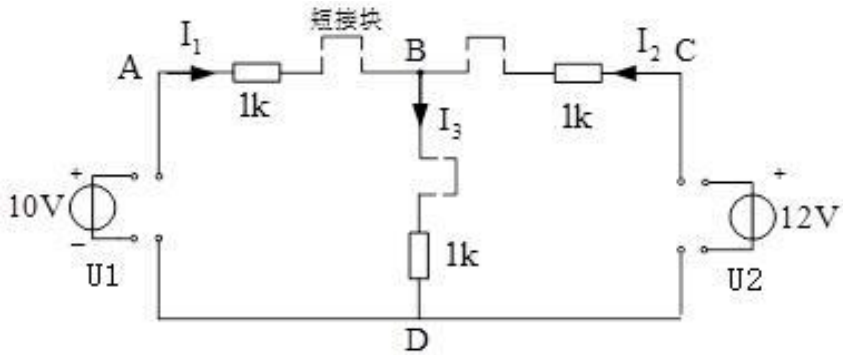 短接块
I₁
B
I₂
C
A
1k
1k
I₃
+
+
10V
12V
−
1k
U1
U2
D